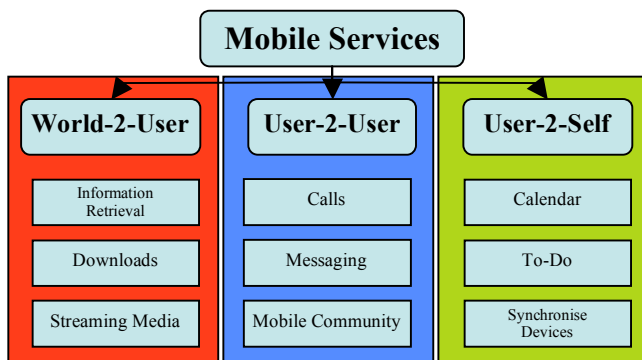 Mobile Services
World-2-User
Information
Retrieval
Downloads
Streaming Media
User-2-User
Calls
Messaging
Mobile Community
User-2-Self
Calendar
To-Do
Synchronise
Devices